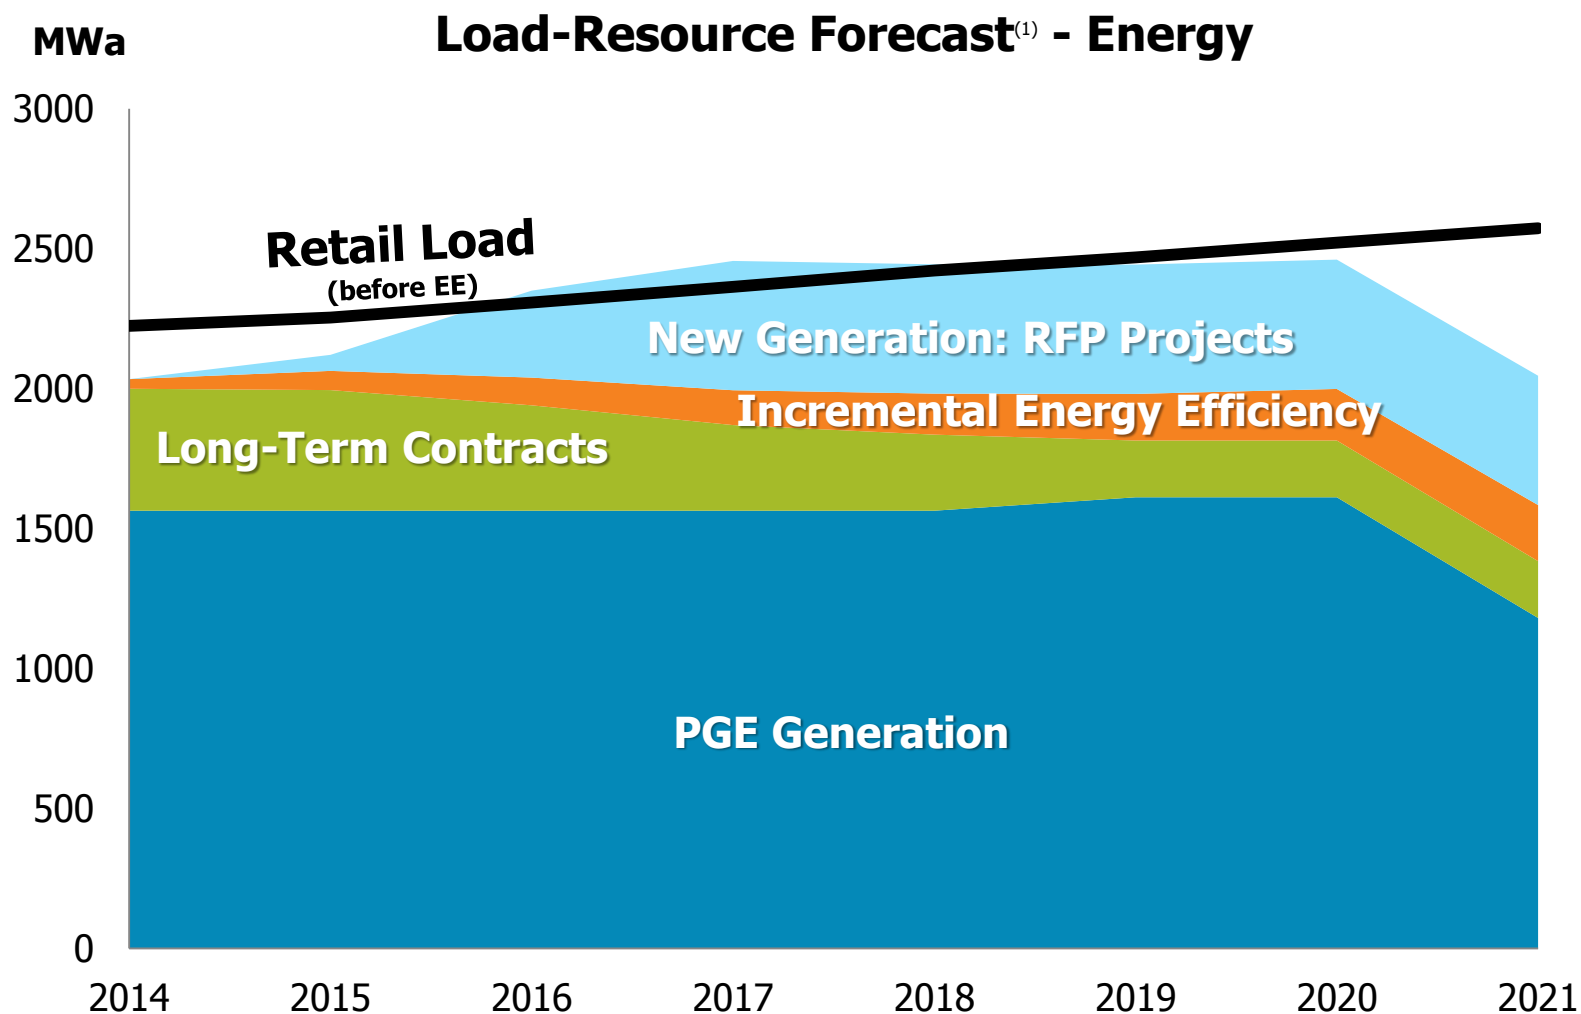 Load-Resource Forecast(1) - Energy
MWa
3000
2500
2000
1500
1000
500
0
Retail Load
(before EE)
New Generation: RFP Projects
Incremental Energy Efficiency
Long-Term Contracts
PGE Generation
2014 2015 2016 2017 2018 2019 2020 2021